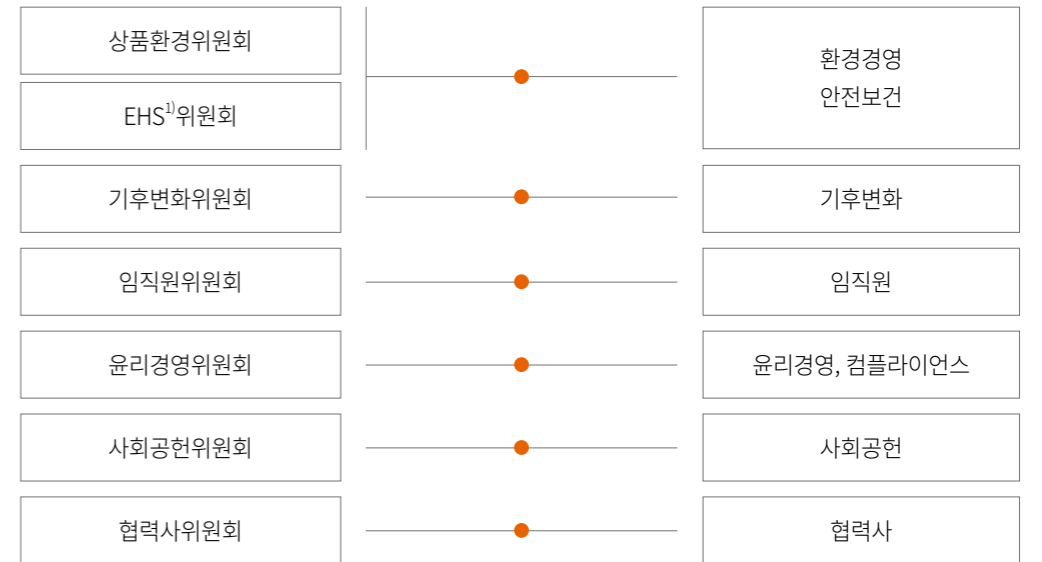 상품환경위원회
EHS1)위원회
환경경영
안전보건
기후변화위원회
기후변화
임직원위원회
임직원
윤리경영위원회
윤리경영, 컴플라이언스
사회공헌위원회
사회공헌
협력사위원회
협력사